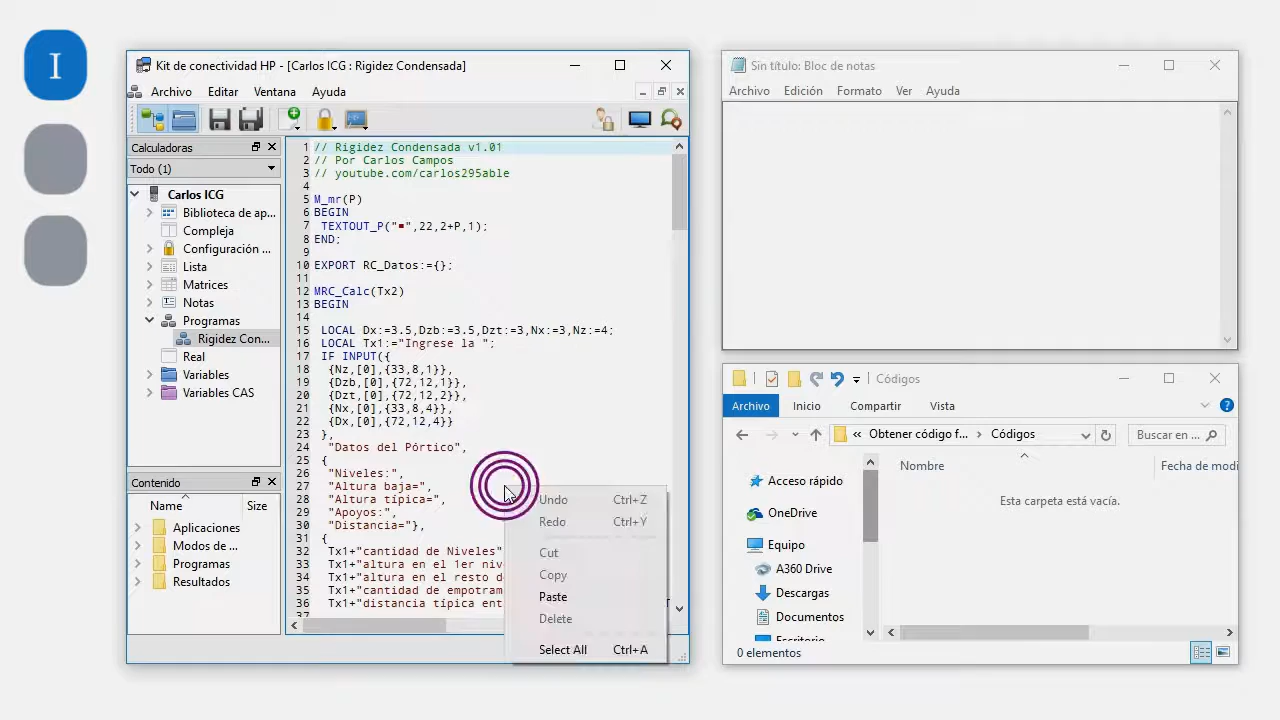 I
Kit de conectividad HP - [Carlos ICG : Rigidez Condensada]
Archivo Editar Ventana Ayuda
Calculadoras
Todo (1)
Carlos ICG
Biblioteca de ap...
Compleja
Configuración ...
Lista
Matrices
Notas
Programas
Rigidez Con...
Real
Variables
Variables CAS
Contenido
Name Size
Aplicaciones
Modos de ...
Programas
Resultados
1 // Rigidez Condensada v1.01
2 // Por Carlos Campos
3 // youtube.com/carlos295able
4
5 M_mr(P)
6 BEGIN
7 TEXTOUT_P("▪",22,2+P,1);
8 END;
9
10 EXPORT RC_Datos:={};
11
12 MRC_Calc(Tx2)
13 BEGIN
14
15 LOCAL Dx:=3.5,Dzb:=3.5,Dzt:=3,Nx:=3,Nz:=4;
16 LOCAL Tx1:="Ingrese la ";
17 IF INPUT({
18 {Nz,[0],{33,8,1}},
19 {Dzb,[0],{72,12,1}},
20 {Dzt,[0],{72,12,2}},
21 {Nx,[0],{33,8,4}},
22 {Dx,[0],{72,12,4}}
23 },
24 "Datos del Pórtico",
25 {
26 "Niveles:",
27 "Altura baja=",
28 "Altura típica=",
29 "Apoyos:",
30 "Distancia="},
31 {
32 Tx1+"cantidad de Niveles"
33 Tx1+"altura en el 1er niv
34 Tx1+"altura en el resto d
35 Tx1+"cantidad de empotram
36 Tx1+"distancia típica ent
37
Undo Ctrl+Z
Redo Ctrl+Y
Cut
Copy
Paste
Delete
Select All Ctrl+A
Sin título: Bloc de notas
Archivo Edición Formato Ver Ayuda
Códigos
Archivo Inicio Compartir Vista
« Obtener código f... › Códigos
Buscar en ...
Acceso rápido
OneDrive
Equipo
A360 Drive
Descargas
Documentos
Escritorio
Nombre Fecha de modi
Esta carpeta está vacía.
0 elementos